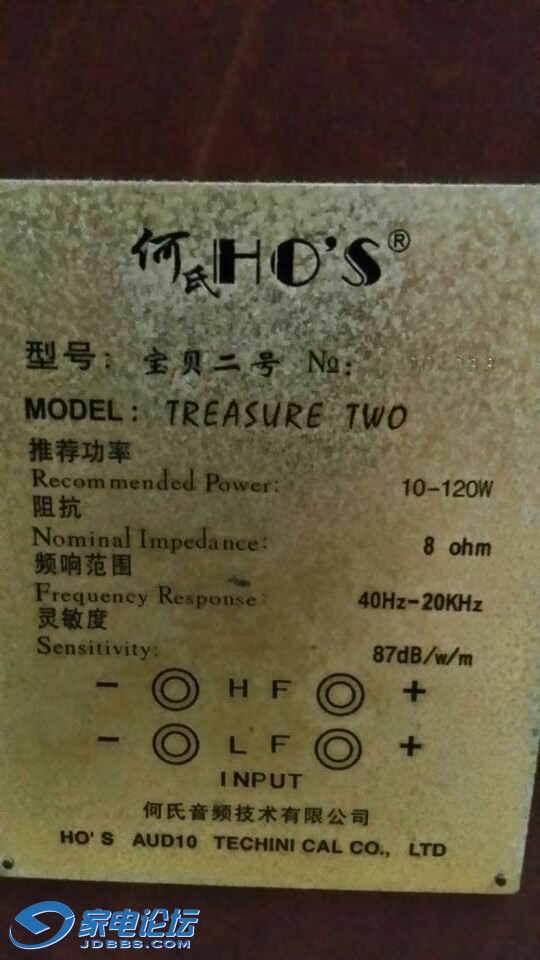 何氏HO'S®
型号: 宝贝二号 №:
MODEL: TREASURE TWO
推荐功率
Recommended Power: 10-120W
阻抗
Nominal Impedance: 8 ohm
频响范围
Frequency Response: 40Hz-20KHz
灵敏度
Sensitivity: 87dB/w/m
- H F +
- L F +
INPUT
何氏音频技术有限公司
HO'S AUD10 TECHINI CAL CO., LTD
家电论坛
JDBBS.COM